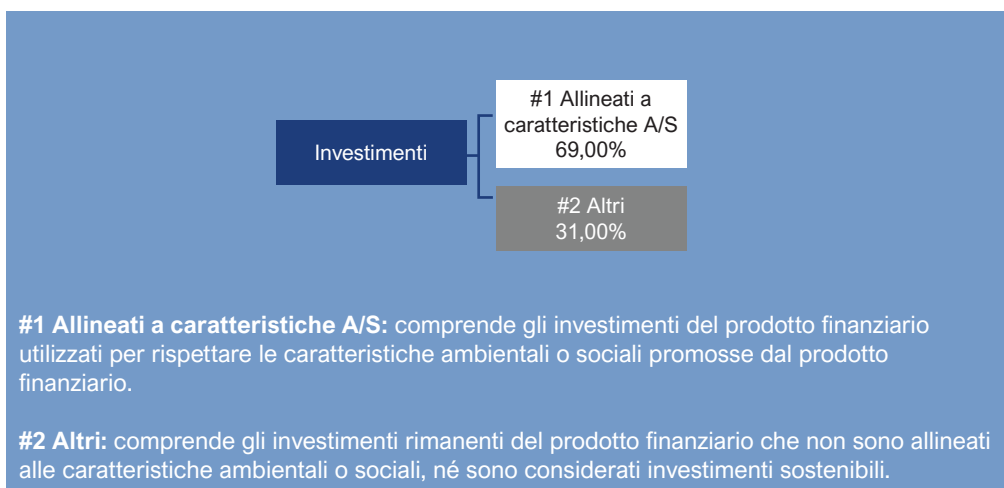 #1 Allineati a
caratteristiche A/S
69,00%
Investimenti
#2 Altri
31,00%
#1 Allineati a caratteristiche A/S: comprende gli investimenti del prodotto finanziario
utilizzati per rispettare le caratteristiche ambientali o sociali promosse dal prodotto
finanziario.
#2 Altri: comprende gli investimenti rimanenti del prodotto finanziario che non sono allineati
alle caratteristiche ambientali o sociali, né sono considerati investimenti sostenibili.